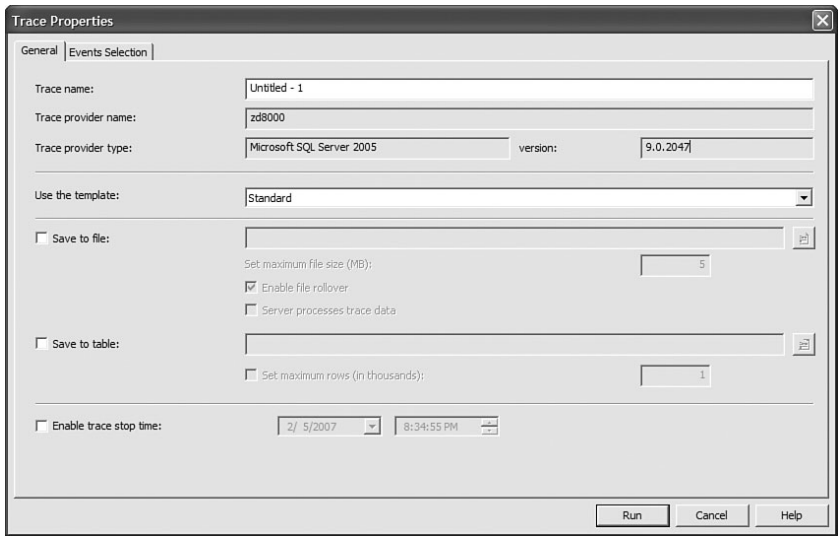 Trace Properties
General Events Selection
Trace name: Untitled - 1
Trace provider name: zd8000
Trace provider type: Microsoft SQL Server 2005 version: 9.0.2047
Use the template: Standard
Save to file:
Set maximum file size (MB): 5
Enable file rollover
Server processes trace data
Save to table:
Set maximum rows (in thousands): 1
Enable trace stop time: 2/ 5/2007 8:34:55 PM
Run Cancel Help